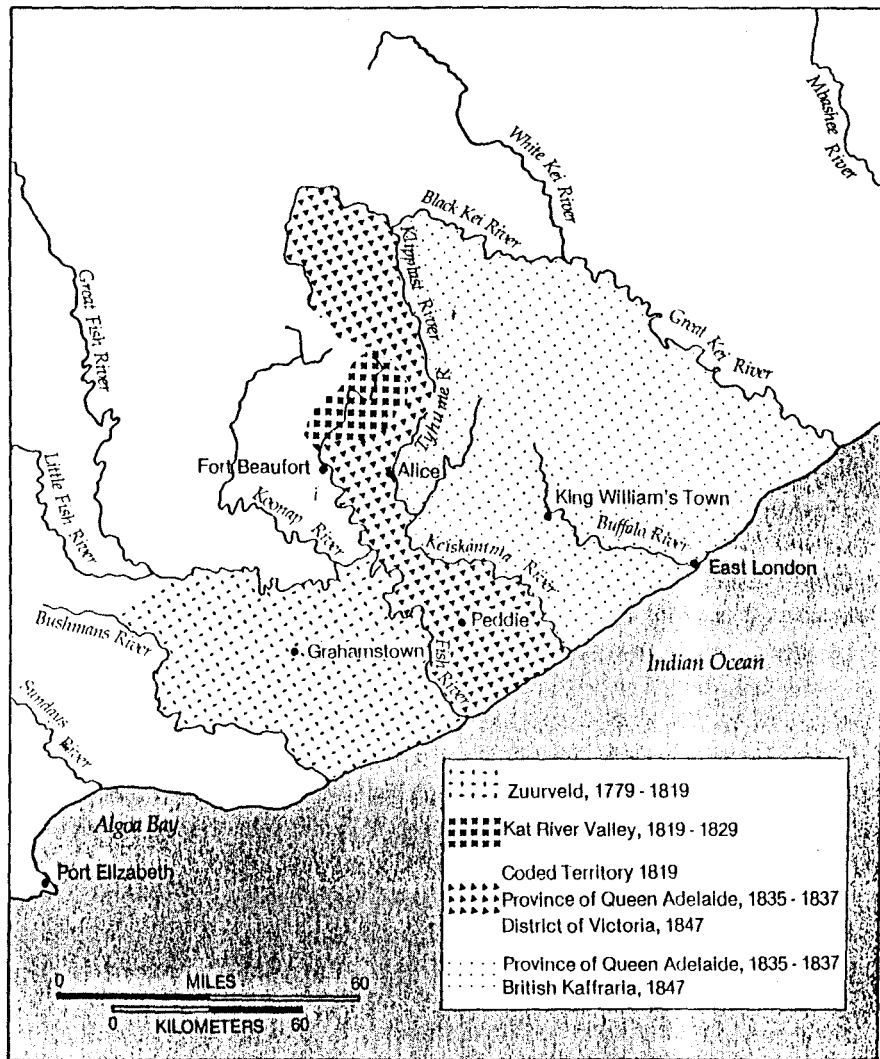 Mbashee River
White Kei River
Black Kei River
Klipplast River
Great Kei River
Great Fish River
Tyhume R.
Fort Beaufort
Alice
Little Fish River
Koonap River
King William's Town
Buffalo River
Keiskamma River
East London
Bushmans River
Peddie
Grahamstown
Fish River
Indian Ocean
Sundays River
Algoa Bay
Port Elizabeth
Zuurveld, 1779 - 1819
Kat River Valley, 1819 - 1829
Coded Territory 1819
Province of Queen Adelaide, 1835 - 1837
District of Victoria, 1847
Province of Queen Adelaide, 1835 - 1837
British Kaffraria, 1847
0 MILES 60
0 60
KILOMETERS